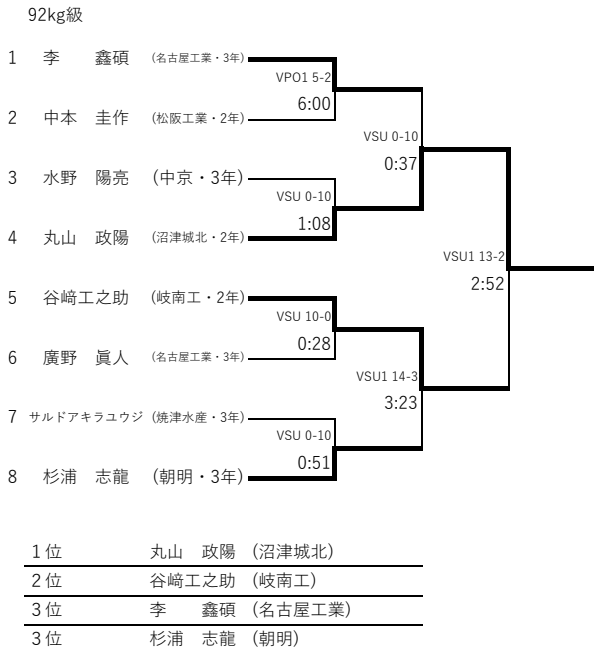 92kg級
1 李 鑫碩 (名古屋工業・3年)
VPO1 5-2
6:00
2 中本 圭作 (松阪工業・2年)
VSU 0-10
0:37
3 水野 陽亮 (中京・3年)
VSU 0-10
1:08
4 丸山 政陽 (沼津城北・2年)
VSU1 13-2
2:52
5 谷﨑工之助 (岐南工・2年)
VSU 10-0
0:28
6 廣野 眞人 (名古屋工業・3年)
VSU1 14-3
3:23
7 サルドアキラユウジ (焼津水産・3年)
VSU 0-10
0:51
8 杉浦 志龍 (朝明・3年)
1位 丸山 政陽 (沼津城北)
2位 谷﨑工之助 (岐南工)
3位 李 鑫碩 (名古屋工業)
3位 杉浦 志龍 (朝明)